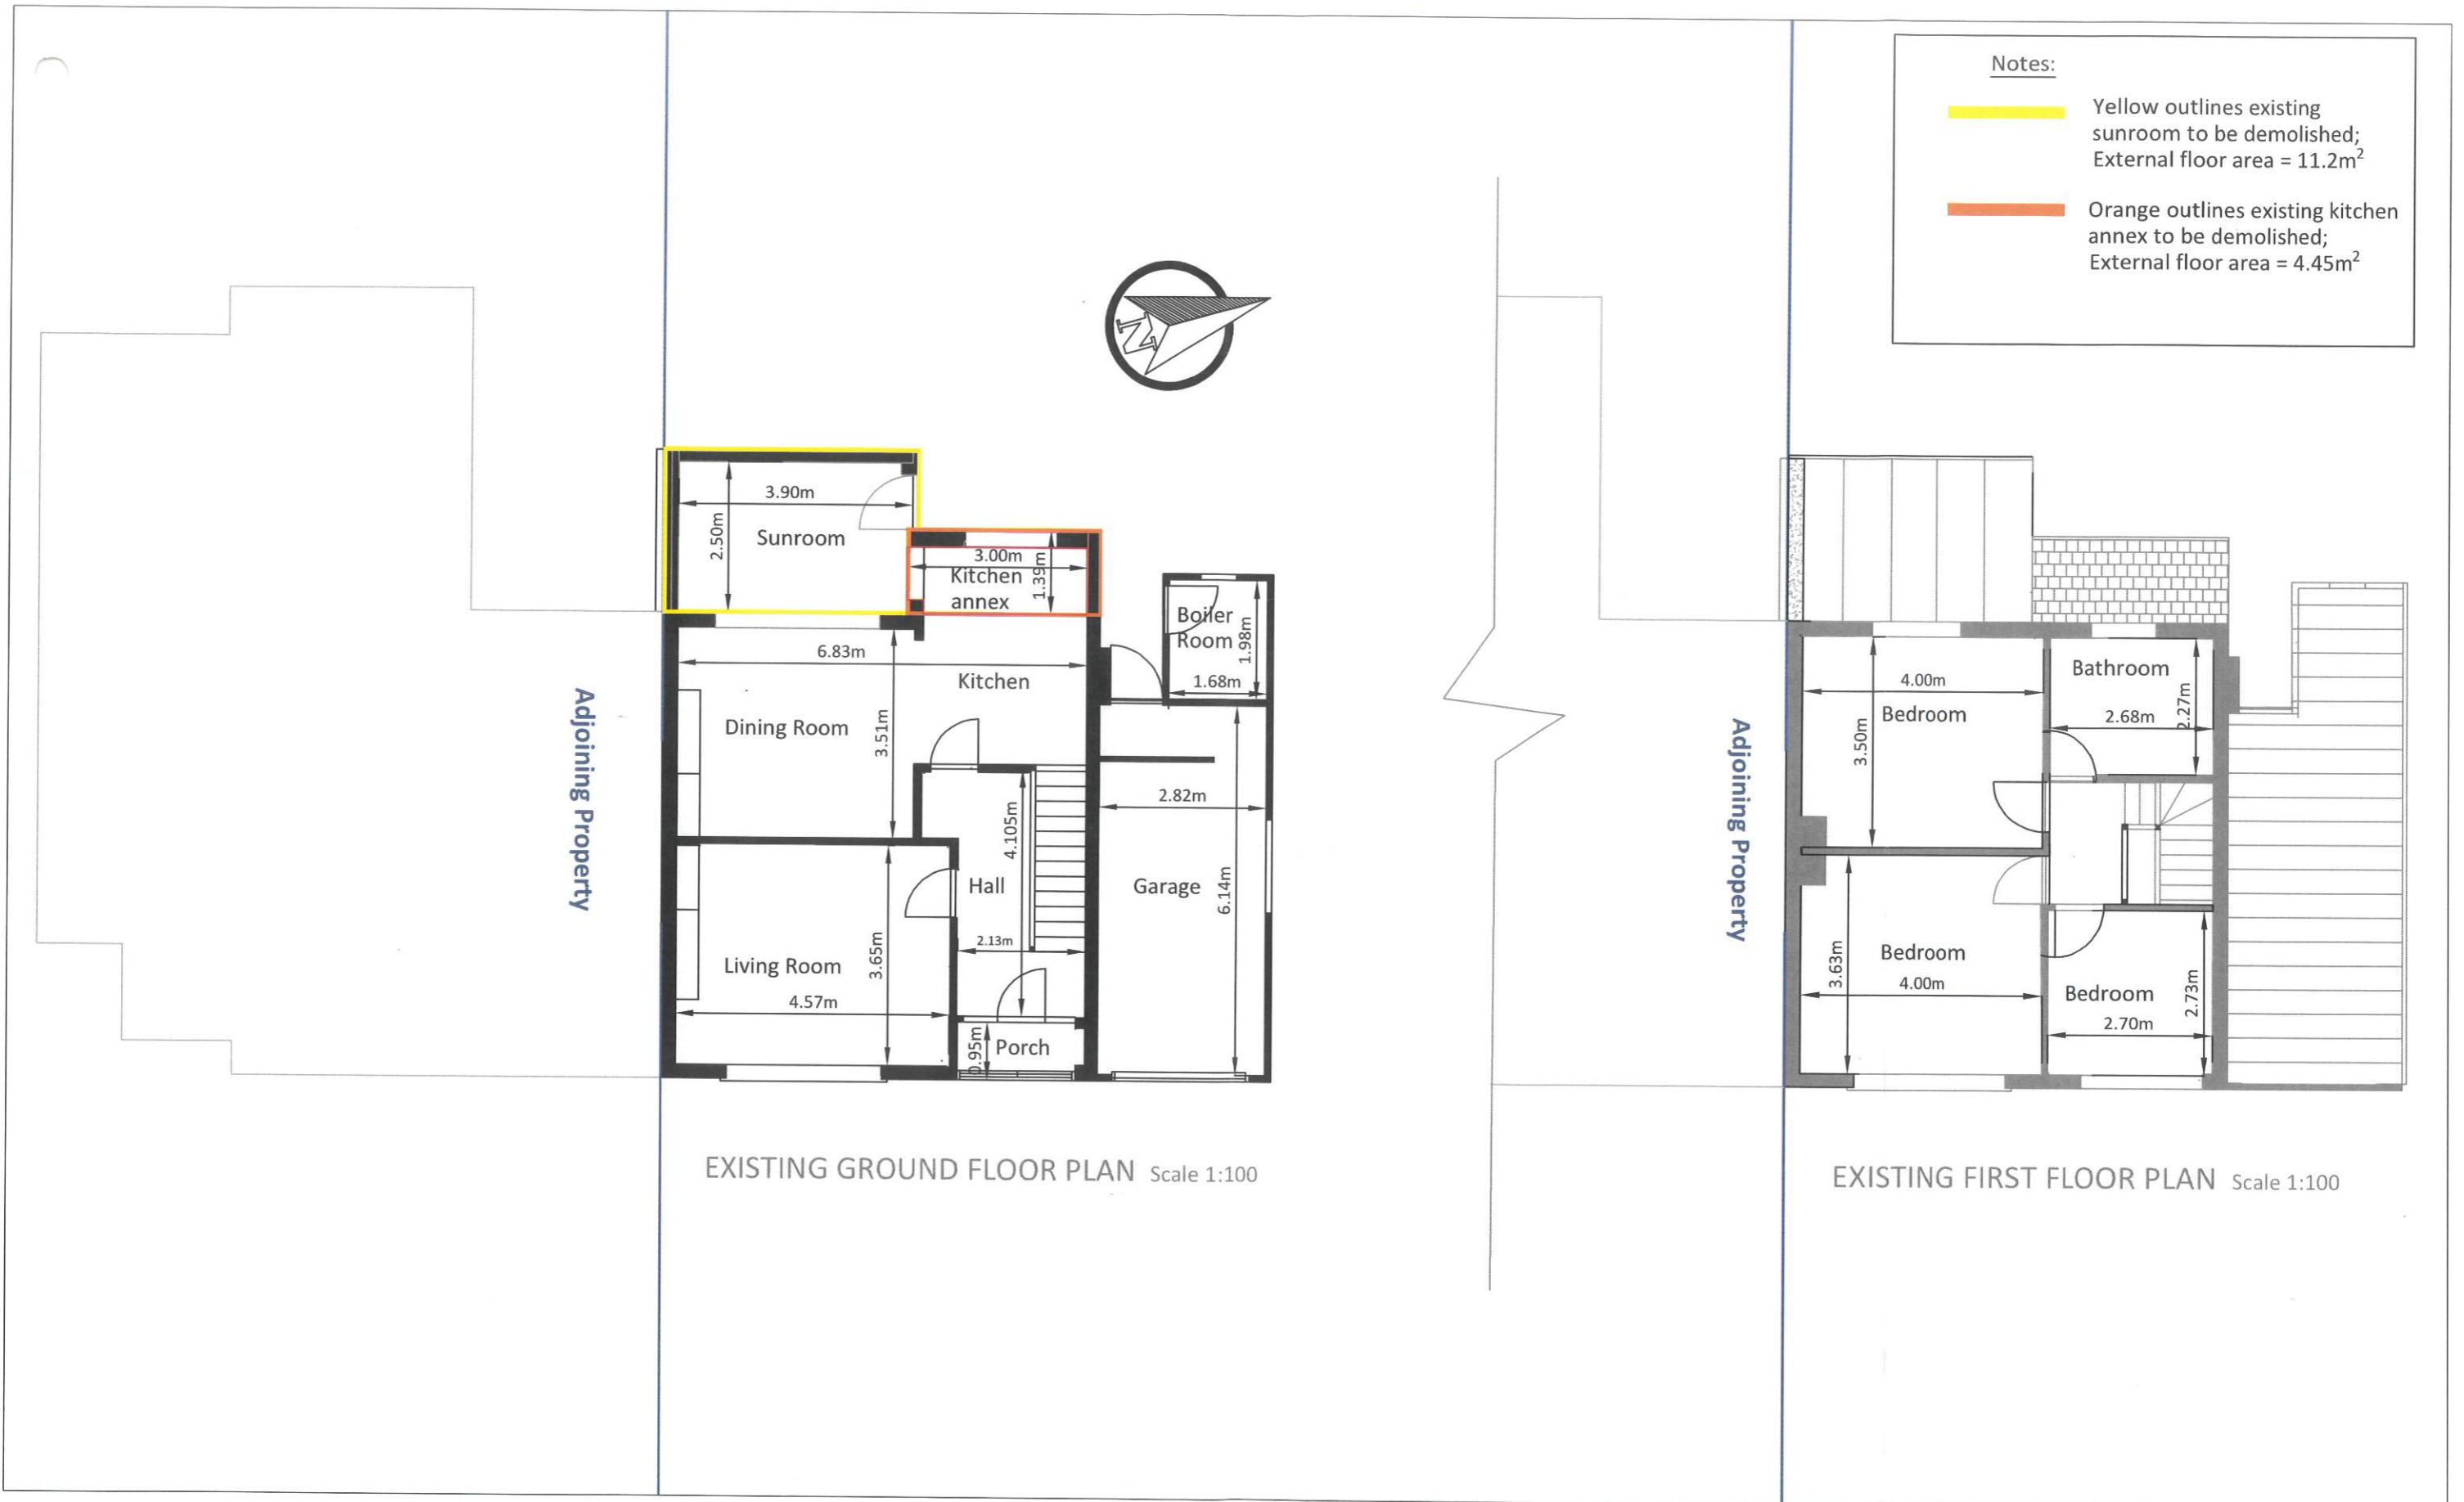 Notes:
Yellow outlines existing
sunroom to be demolished;
External floor area = 11.2m²
Orange outlines existing kitchen
annex to be demolished;
External floor area = 4.45m²
N
3.90m
2.50m
Sunroom
3.00m
1.39m
Kitchen
annex
Boiler
Room
1.98m
1.68m
6.83m
Kitchen
Dining Room
3.51m
Adjoining Property
4.105m
2.82m
Hall
Garage
6.14m
2.13m
Living Room
3.65m
4.57m
0.95m
Porch
EXISTING GROUND FLOOR PLAN Scale 1:100
Adjoining Property
4.00m
Bedroom
3.50m
Bathroom
2.27m
2.68m
Bedroom
3.63m
4.00m
Bedroom
2.73m
2.70m
EXISTING FIRST FLOOR PLAN Scale 1:100